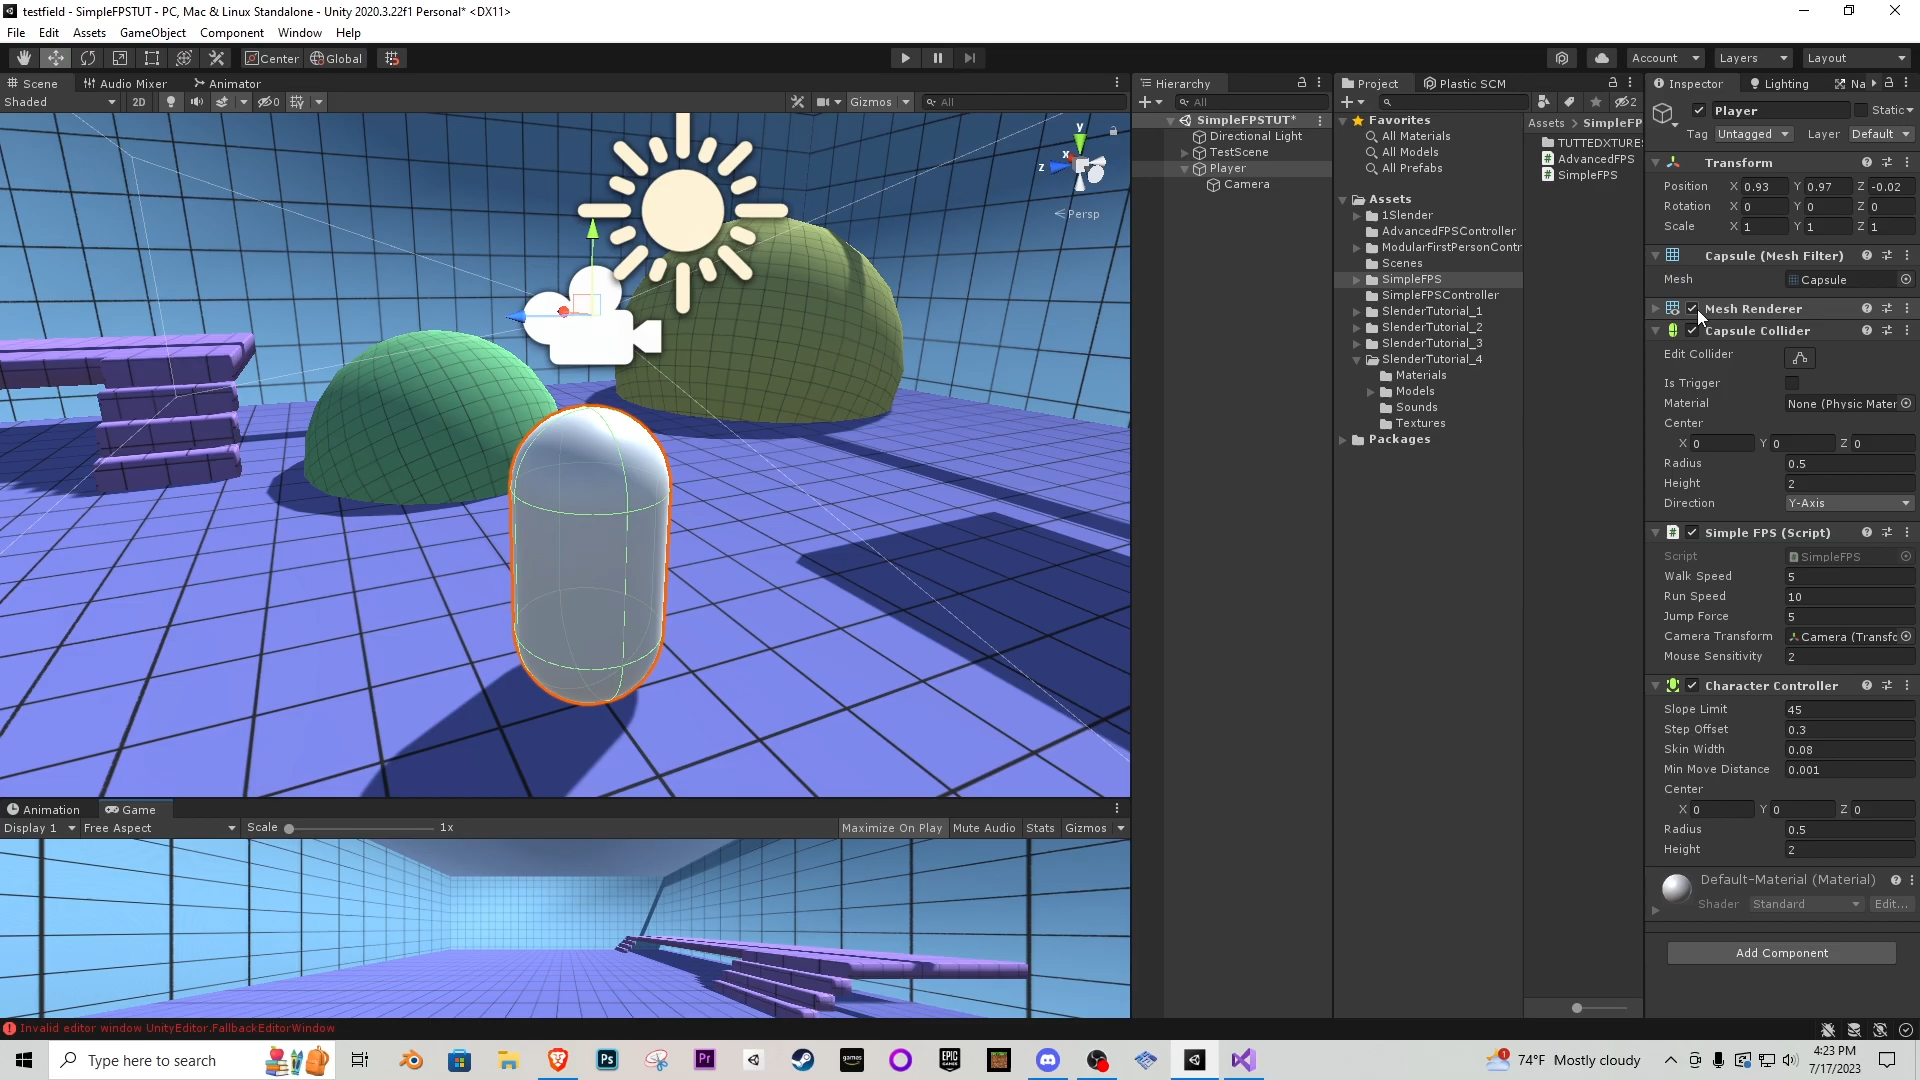 testfield - SimpleFPSTUT - PC, Mac & Linux Standalone - Unity 2020.3.22f1 Personal* <DX11>
File Edit Assets GameObject Component Window Help
Center Global
Account Layers Layout
Scene Audio Mixer Animator
Shaded 2D Gizmos All
y
x
z
Persp
Animation Game
Display 1 Free Aspect Scale 1x Maximize On Play Mute Audio Stats Gizmos
Hierarchy
All
SimpleFPSTUT*
Directional Light
TestScene
Player
Camera
Project Plastic SCM
2
Favorites
All Materials
All Models
All Prefabs
Assets
1Slender
AdvancedFPSController
ModularFirstPersonContr
Scenes
SimpleFPS
SimpleFPSController
SlenderTutorial_1
SlenderTutorial_2
SlenderTutorial_3
SlenderTutorial_4
Materials
Models
Sounds
Textures
Packages
Assets > SimpleFP
TUTTEDXTURE
AdvancedFPS
SimpleFPS
Inspector Lighting Na
Player Static
Tag Untagged Layer Default
Transform
Position X 0.93 Y 0.97 Z -0.02
Rotation X 0 Y 0 Z 0
Scale X 1 Y 1 Z 1
Capsule (Mesh Filter)
Mesh Capsule
Mesh Renderer
Capsule Collider
Edit Collider
Is Trigger
Material None (Physic Mater
Center
X 0 Y 0 Z 0
Radius 0.5
Height 2
Direction Y-Axis
Simple FPS (Script)
Script SimpleFPS
Walk Speed 5
Run Speed 10
Jump Force 5
Camera Transform Camera (Transfo
Mouse Sensitivity 2
Character Controller
Slope Limit 45
Step Offset 0.3
Skin Width 0.08
Min Move Distance 0.001
Center
X 0 Y 0 Z 0
Radius 0.5
Height 2
Default-Material (Material)
Shader Standard Edit...
Add Component
Invalid editor window UnityEditor.FallbackEditorWindow
Type here to search
Ps
Pr
amazon games
EPIC GAMES
1
74°F Mostly cloudy
4:23 PM
7/17/2023